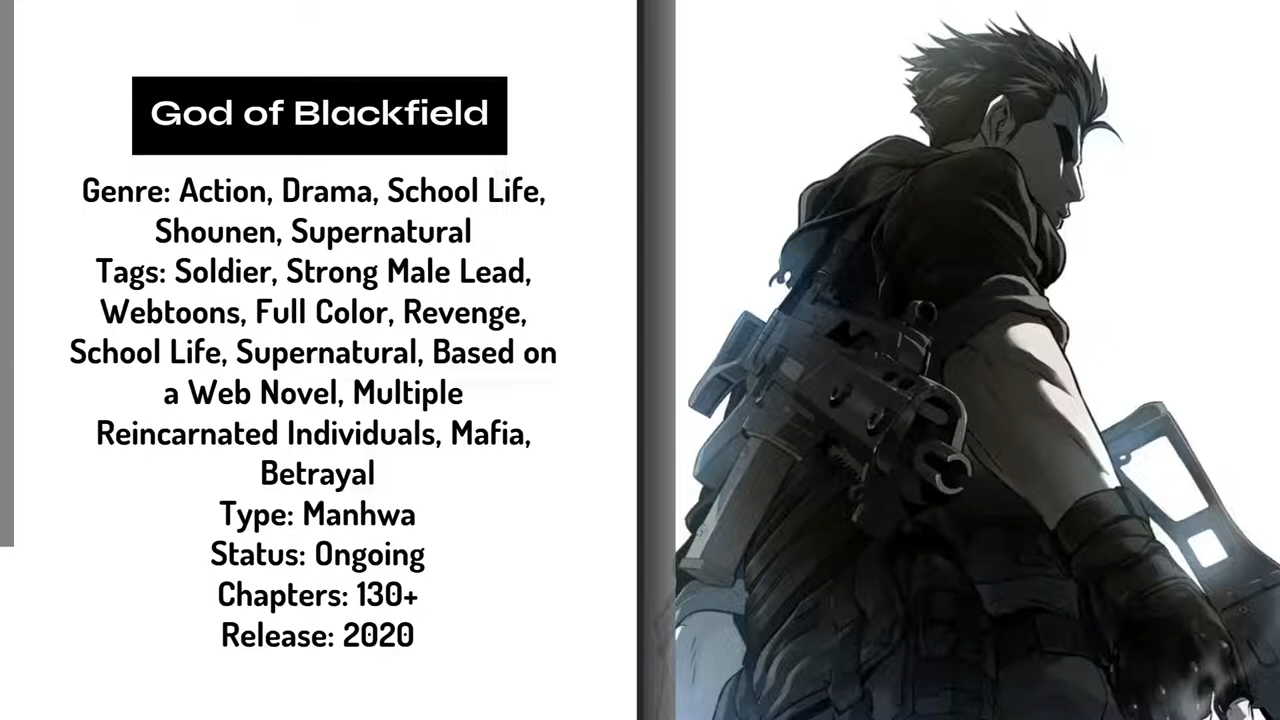 God of Blackfield
Genre: Action, Drama, School Life,
Shounen, Supernatural
Tags: Soldier, Strong Male Lead,
Webtoons, Full Color, Revenge,
School Life, Supernatural, Based on
a Web Novel, Multiple
Reincarnated Individuals, Mafia,
Betrayal
Type: Manhwa
Status: Ongoing
Chapters: 130+
Release: 2020